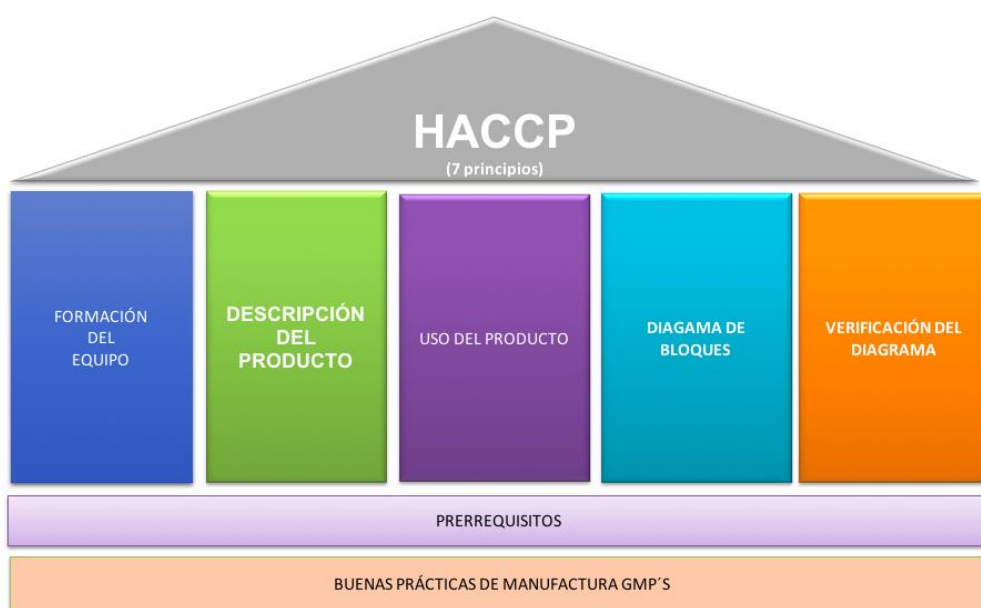 HACCP
(7 principios)
FORMACIÓN
DEL
EQUIPO
DESCRIPCIÓN
DEL
PRODUCTO
USO DEL PRODUCTO
DIAGAMA DE
BLOQUES
VERIFICACIÓN DEL
DIAGRAMA
PRERREQUISITOS
BUENAS PRÁCTICAS DE MANUFACTURA GMP´S